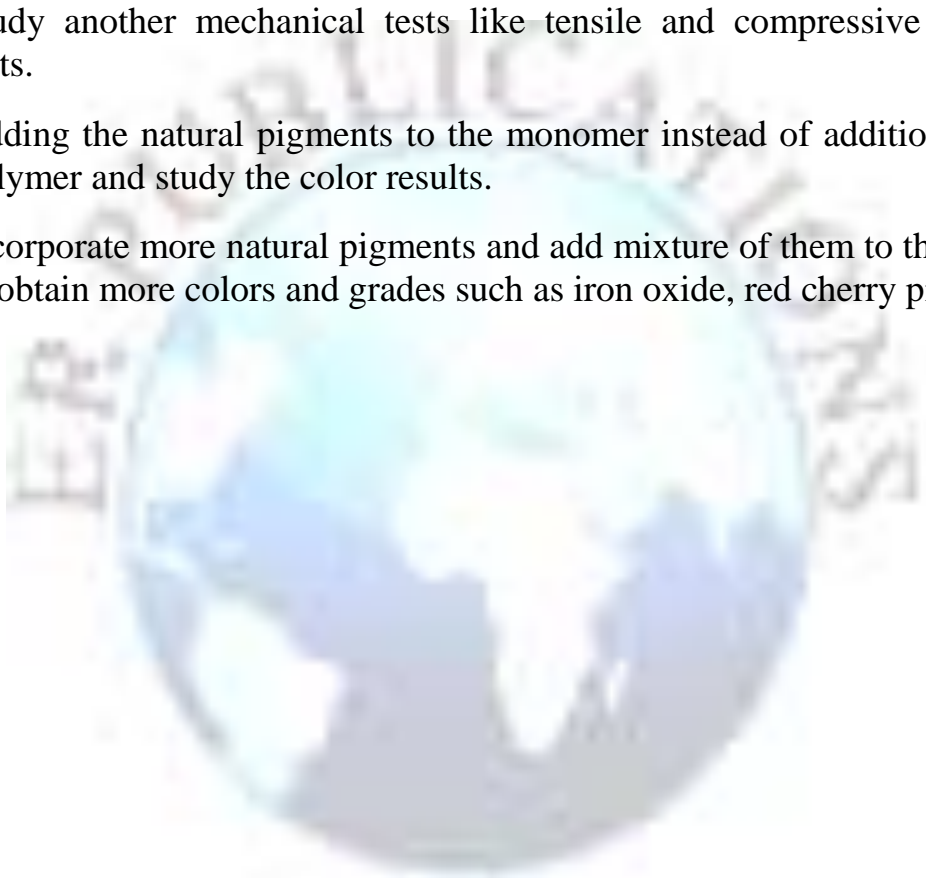 udy another mechanical tests like tensile and compressive
ts.
lding the natural pigments to the monomer instead of additio
lymer and study the color results.
corporate more natural pigments and add mixture of them to th
obtain more colors and grades such as iron oxide, red cherry p
ER PUBLICATIONS